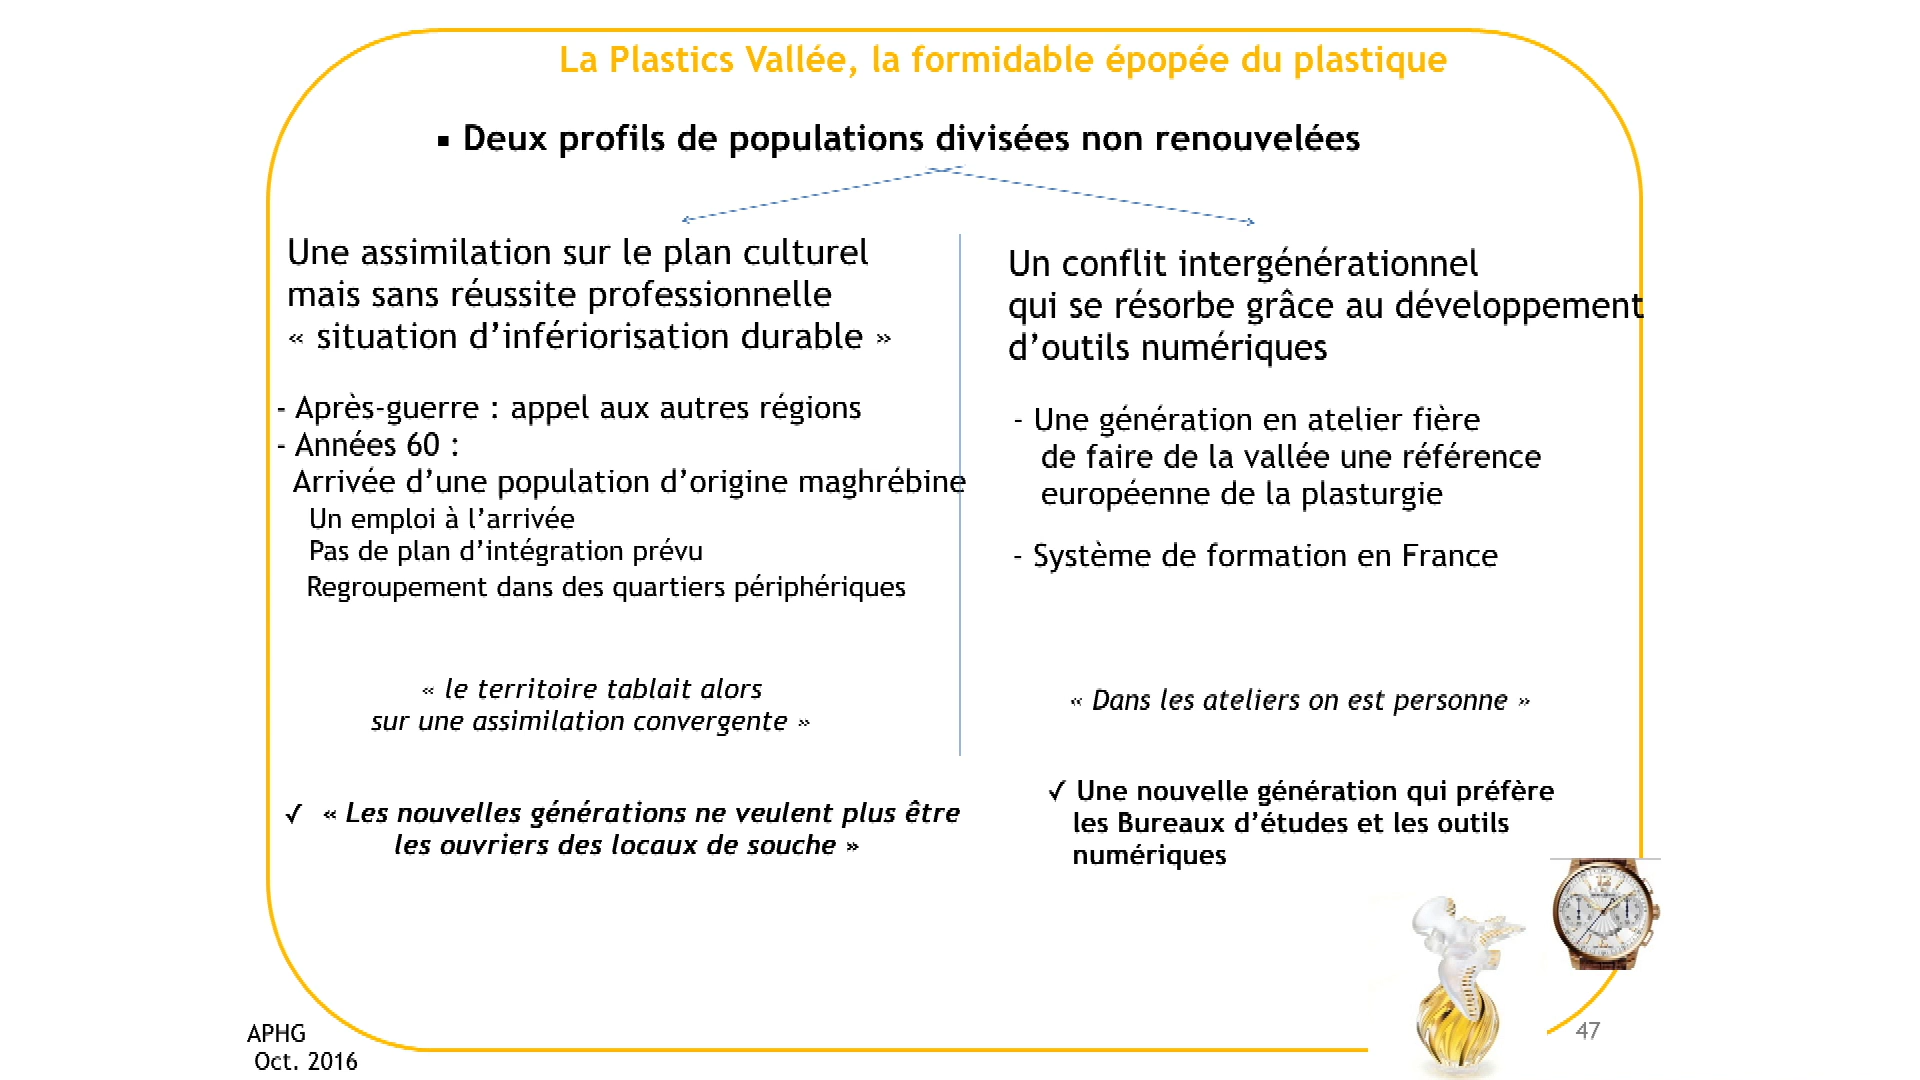 La Plastics Vallée, la formidable épopée du plastique
▪ Deux profils de populations divisées non renouvelées
Une assimilation sur le plan culturel
mais sans réussite professionnelle
« situation d’infériorisation durable »
- Après-guerre : appel aux autres régions
- Années 60 :
Arrivée d’une population d’origine maghrébine
Un emploi à l’arrivée
Pas de plan d’intégration prévu
Regroupement dans des quartiers périphériques
« le territoire tablait alors
sur une assimilation convergente »
✓ « Les nouvelles générations ne veulent plus être
les ouvriers des locaux de souche »
Un conflit intergénérationnel
qui se résorbe grâce au développement
d’outils numériques
- Une génération en atelier fière
de faire de la vallée une référence
européenne de la plasturgie
- Système de formation en France
« Dans les ateliers on est personne »
✓ Une nouvelle génération qui préfère
les Bureaux d’études et les outils
numériques
APHG
Oct. 2016
47